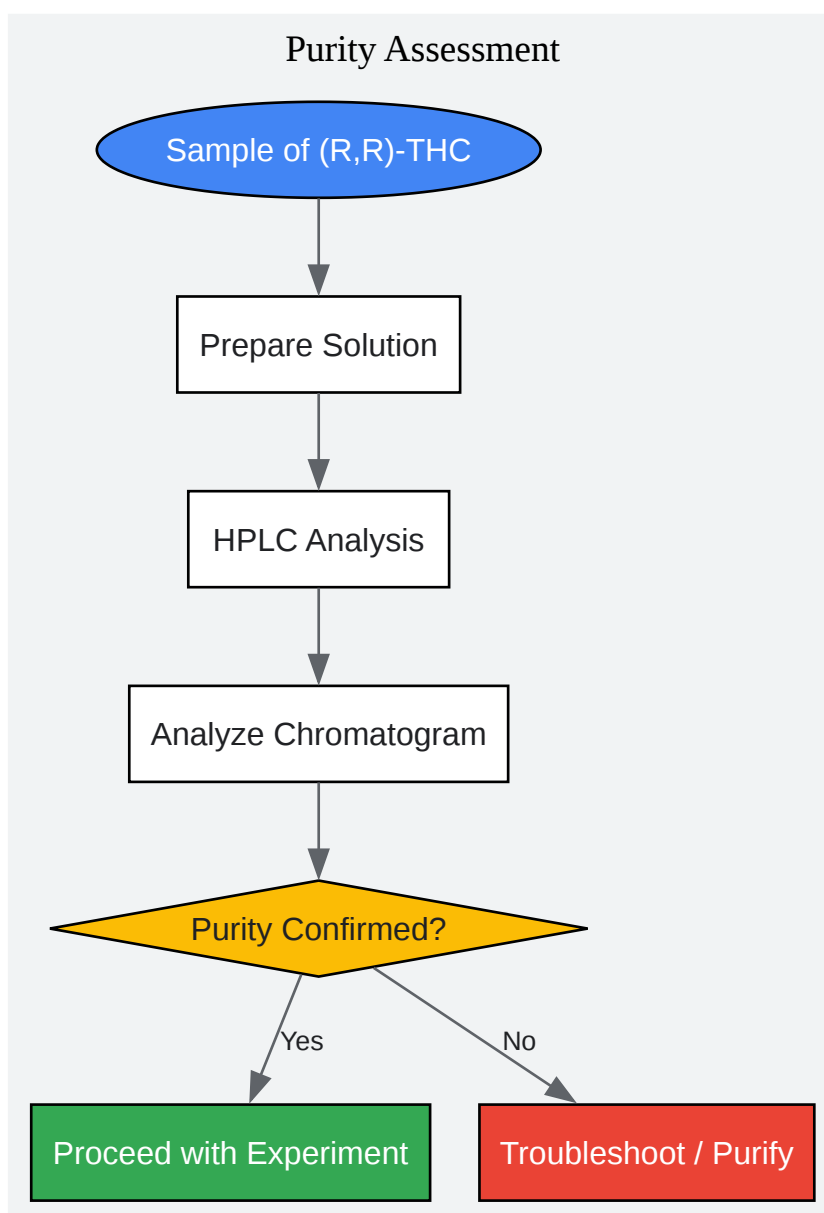 Purity Assessment
Sample of (R,R)-THC
Prepare Solution
HPLC Analysis
Analyze Chromatogram
Purity Confirmed?
Yes
No
Proceed with Experiment
Troubleshoot / Purify